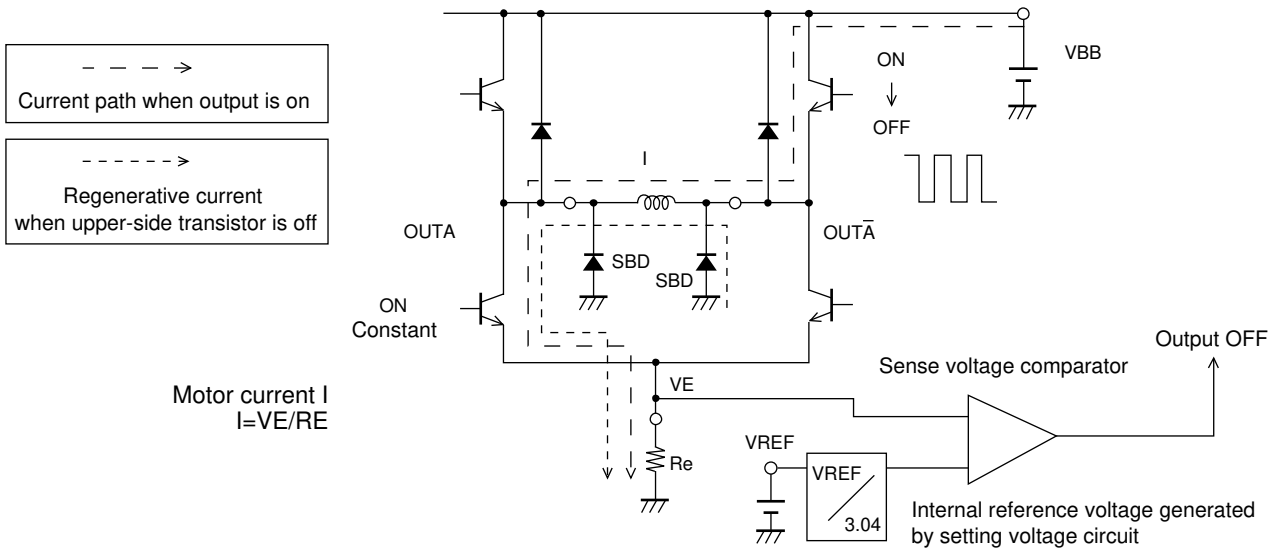 Current path when output is on
Regenerative current
when upper-side transistor is off
VBB
ON
OFF
I
OUTA
OUTA̅
SBD
SBD
ON
Constant
Motor current I
I=VE/RE
VE
Re
Sense voltage comparator
Output OFF
VREF
VREF
3.04
Internal reference voltage generated
by setting voltage circuit